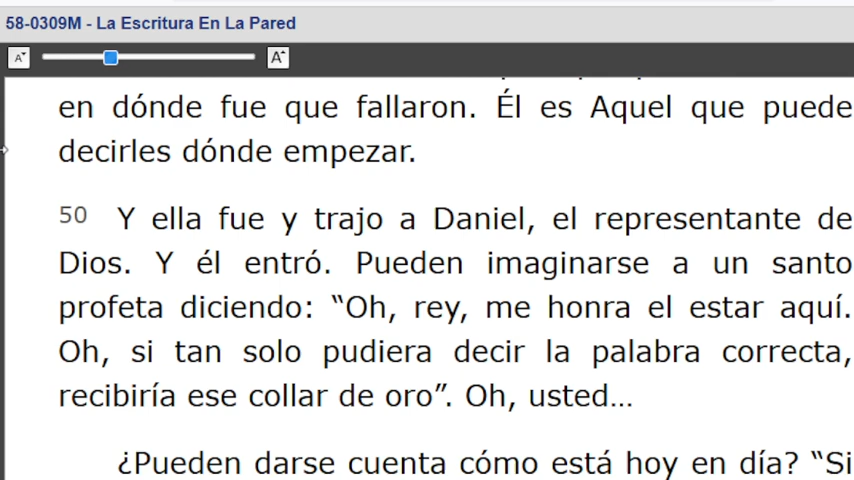 58-0309M - La Escritura En La Pared
A A
en dónde fue que fallaron. Él es Aquel que puede
decirles dónde empezar.
50 Y ella fue y trajo a Daniel, el representante de
Dios. Y él entró. Pueden imaginarse a un santo
profeta diciendo: “Oh, rey, me honra el estar aquí.
Oh, si tan solo pudiera decir la palabra correcta,
recibiría ese collar de oro”. Oh, usted...
¿Pueden darse cuenta cómo está hoy en día? “Si